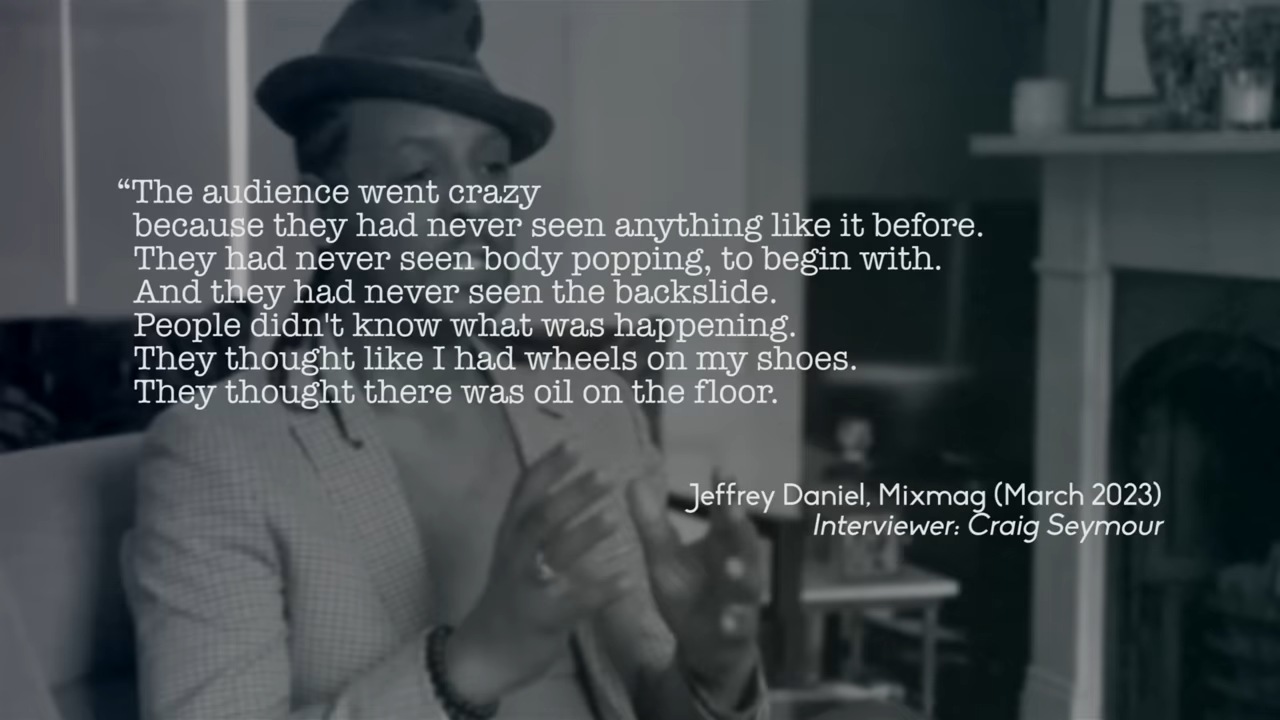 “The audience went crazy
because they had never seen anything like it before.
They had never seen body popping, to begin with.
And they had never seen the backslide.
People didn't know what was happening.
They thought like I had wheels on my shoes.
They thought there was oil on the floor.
Jeffrey Daniel, Mixmag (March 2023)
Interviewer: Craig Seymour